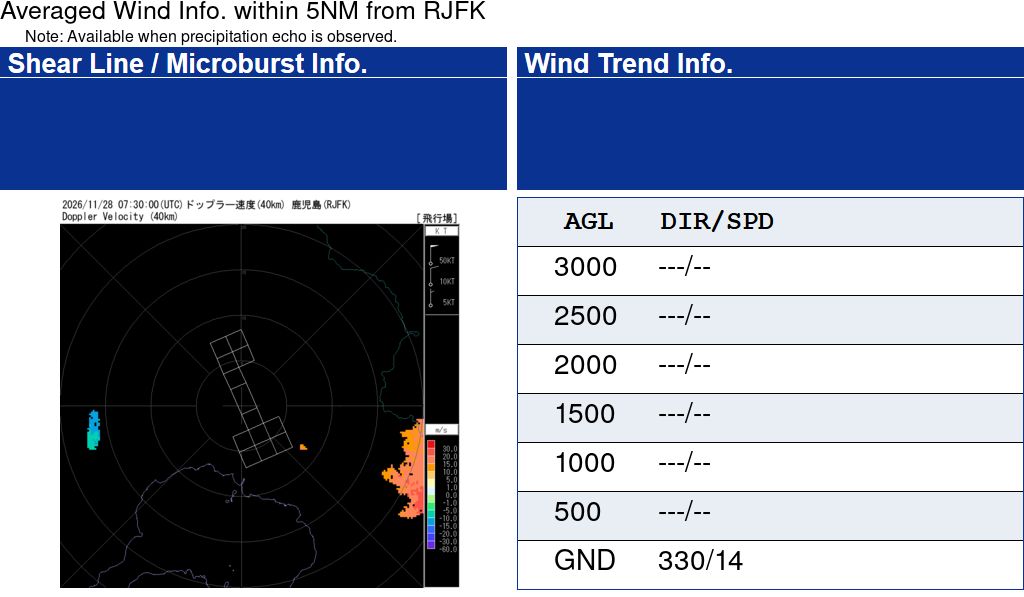 Averaged Wind Info. within 5NM from RJFK
Note: Available when precipitation echo is observed.
Shear Line / Microburst Info.
Wind Trend Info.
2026/11/28 07:30:00(UTC) ドップラー速度(40km) 鹿児島(RJFK)
Doppler Velocity (40km)
[飛行場]
KT
50KT
10KT
5KT
m/s
30.0
20.0
15.0
10.0
5.0
1.0
0.0
-1.0
-5.0
-10.0
-15.0
-20.0
-30.0
-60.0
AGL DIR/SPD
3000 ---/--
2500 ---/--
2000 ---/--
1500 ---/--
1000 ---/--
500 ---/--
GND 330/14